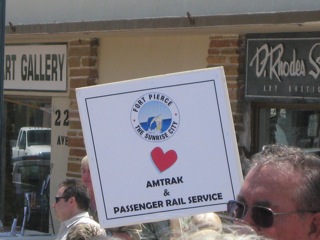 ART GALLERY
22
AVE
D. Rhodes S
FORT PIERCE
THE SUNRISE CITY
AMTRAK
&
PASSENGER RAIL SERVICE